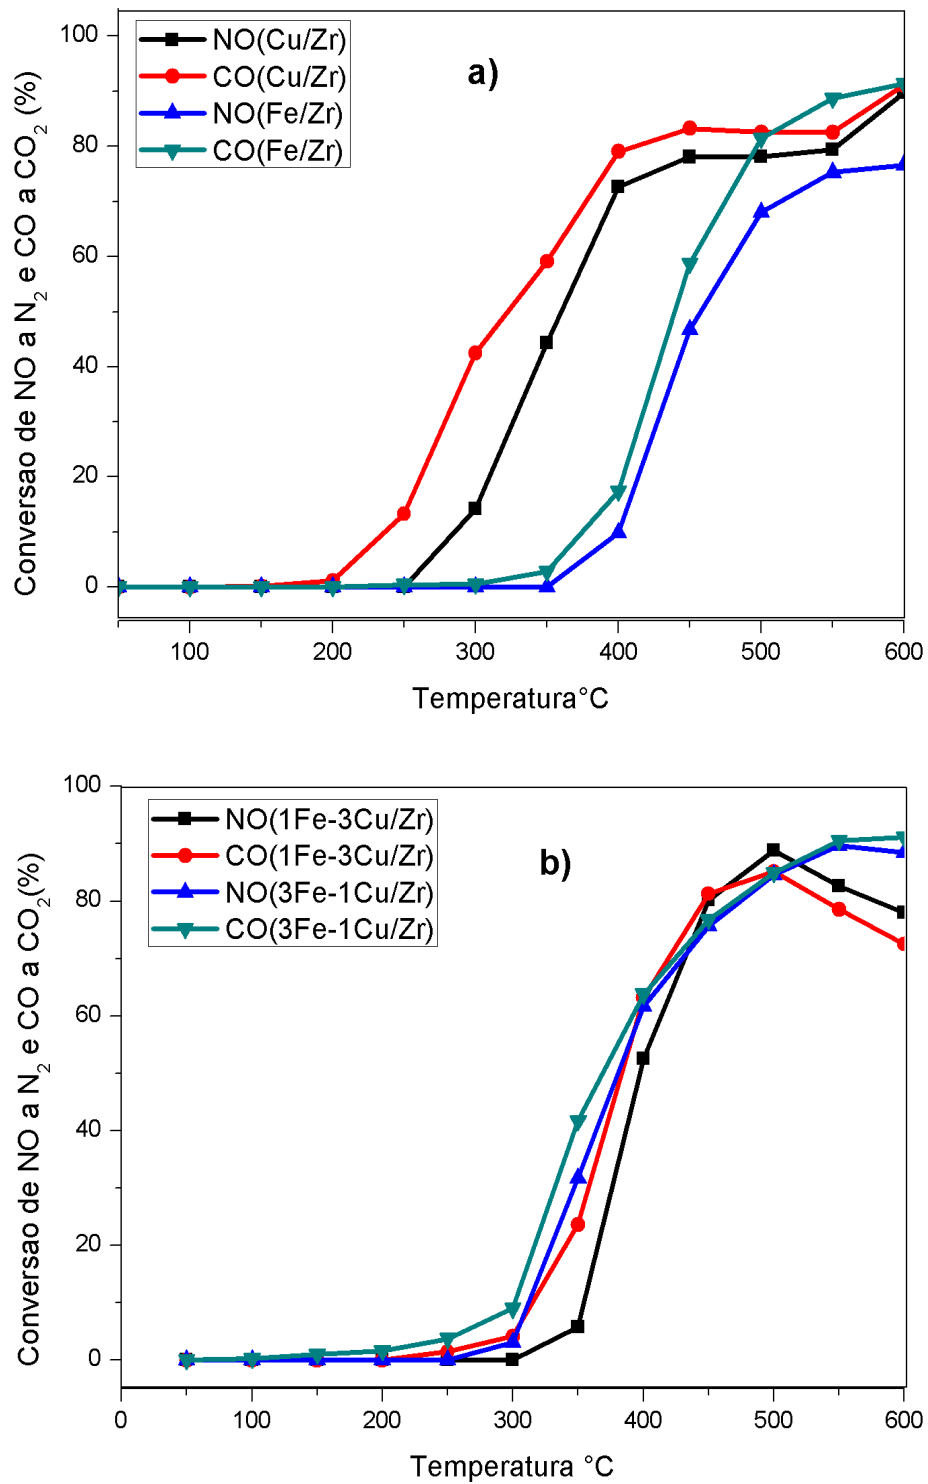 NO(Cu/Zr)
CO(Cu/Zr)
NO(Fe/Zr)
CO(Fe/Zr)
a)
Conversao de NO a N₂ e CO a CO₂ (%)
100
80
60
40
20
0
100 200 300 400 500 600
Temperatura°C
NO(1Fe-3Cu/Zr)
CO(1Fe-3Cu/Zr)
NO(3Fe-1Cu/Zr)
CO(3Fe-1Cu/Zr)
b)
Conversao de NO a N₂ e CO a CO₂(%)
100
80
60
40
20
0
0 100 200 300 400 500 600
Temperatura °C